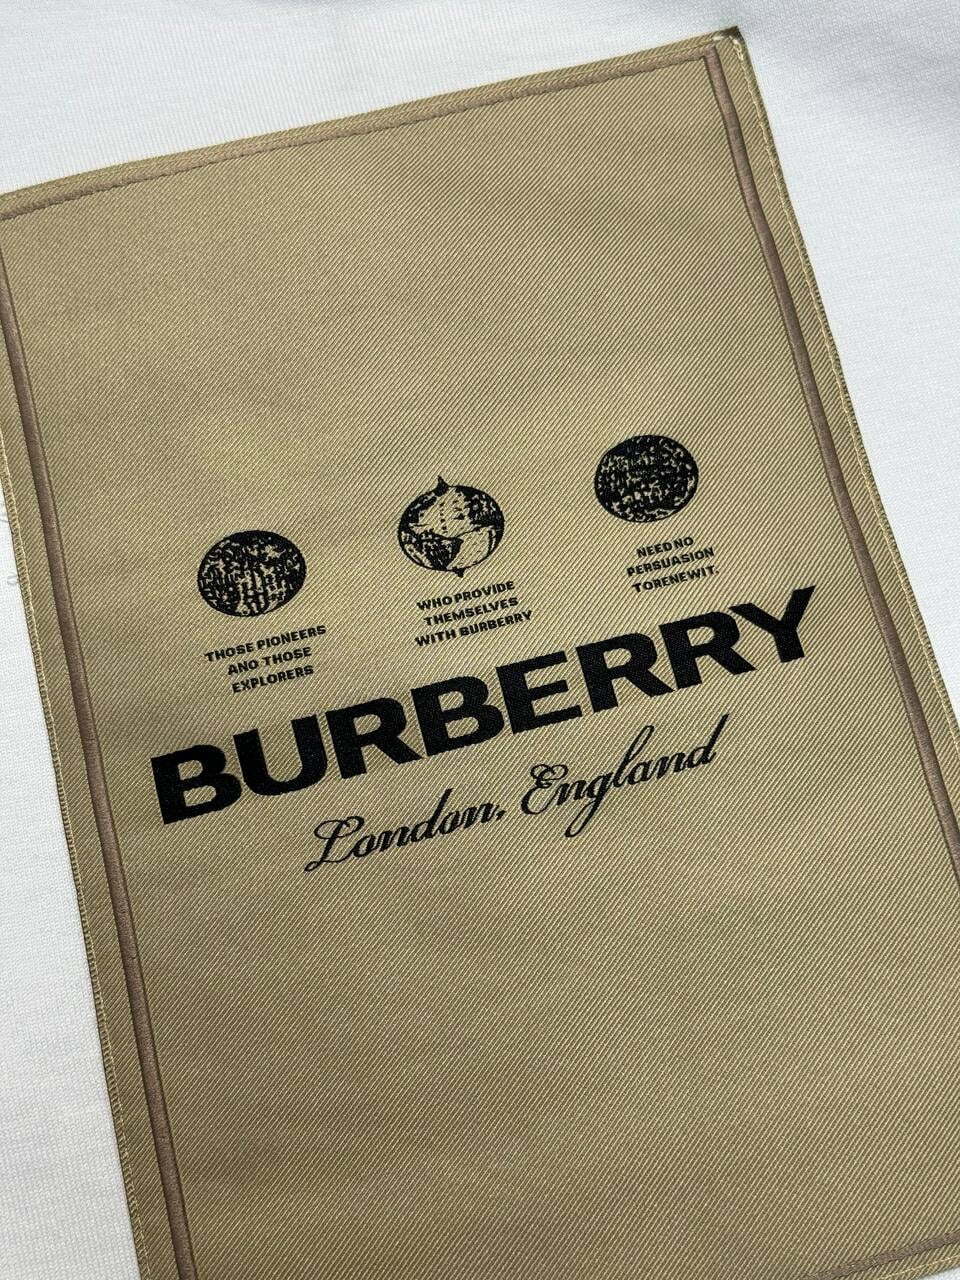 THOSE PIONEERS
AND THOSE
EXPLORERS
WHO PROVIDE
THEMSELVES
WITH BURBERRY
NEED NO
PERSUASION
TORENEWIT.
BURBERRY
London, England